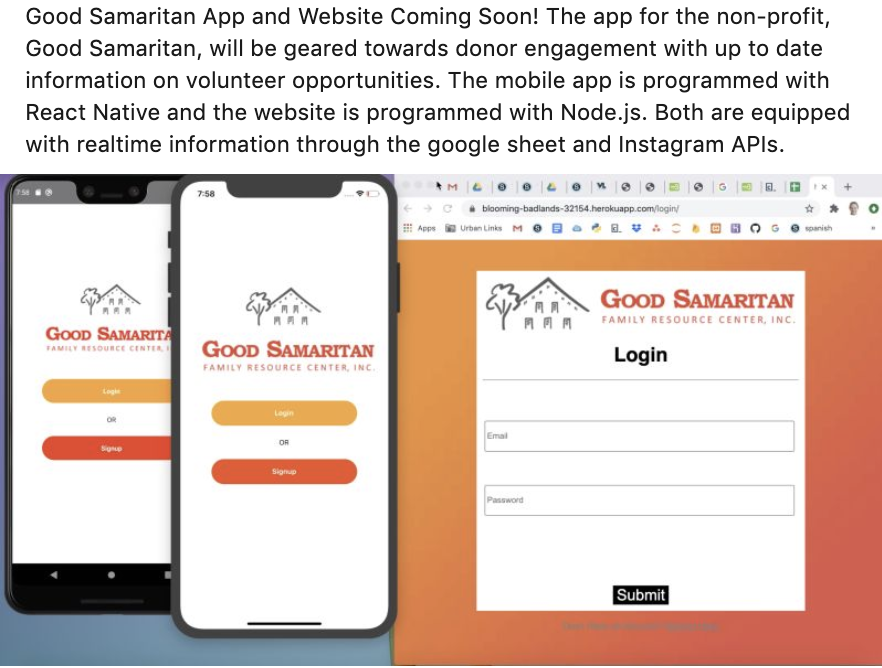 Good Samaritan App and Website Coming Soon! The app for the non-profit,
Good Samaritan, will be geared towards donor engagement with up to date
information on volunteer opportunities. The mobile app is programmed with
React Native and the website is programmed with Node.js. Both are equipped
with realtime information through the google sheet and Instagram APIs.
7:58
GOOD SAMARITA
FAMILY RESOURCE CENTER, I
Login
OR
Signup
7:58
GOOD SAMARITAN
FAMILY RESOURCE CENTER, INC.
Login
OR
Signup
blooming-badlands-32154.herokuapp.com/login/
Apps Urban Links spanish
GOOD SAMARITAN
FAMILY RESOURCE CENTER, INC.
Login
Email
Password
Submit